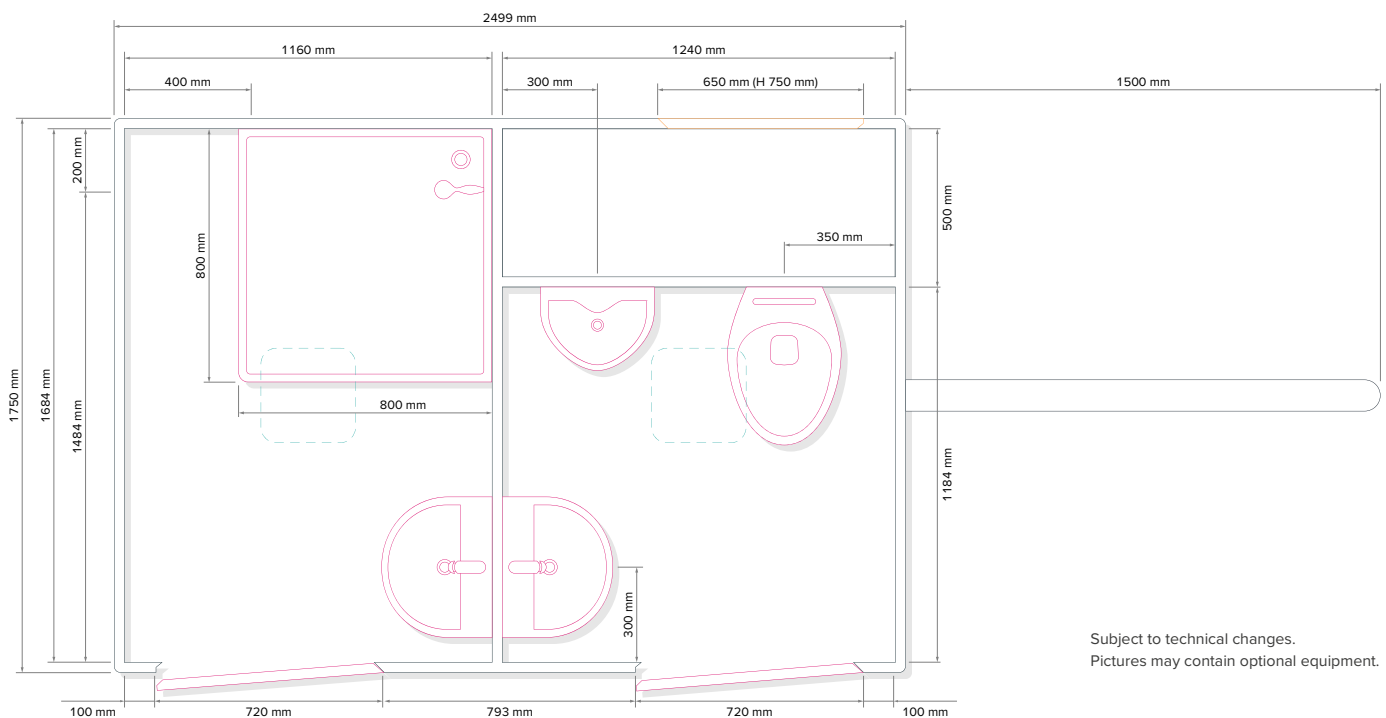 2499 mm
1160 mm
1240 mm
400 mm
300 mm
650 mm (H 750 mm)
1500 mm
200 mm
500 mm
350 mm
800 mm
1750 mm
1684 mm
1484 mm
800 mm
1184 mm
300 mm
Subject to technical changes.
Pictures may contain optional equipment.
100 mm
720 mm
793 mm
720 mm
100 mm